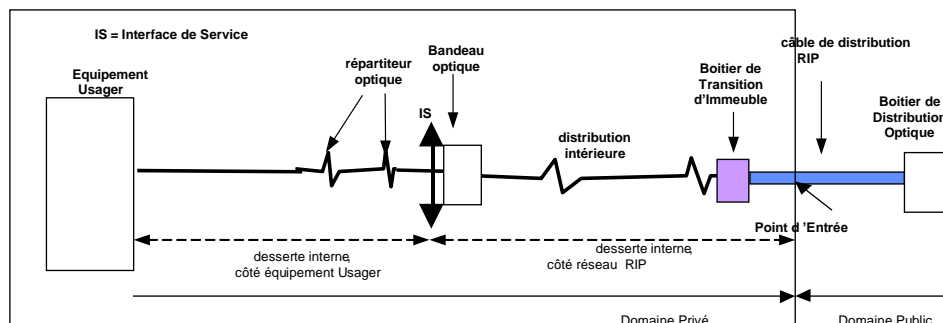 IS = Interface de Service
Equipement
Usager
répartiteur
optique
Bandeau
optique
IS
distribution
intérieure
Boitier de
Transition
d'Immeuble
câble de distribution
RIP
Boitier de
Distribution
Optique
Point d 'Entrée
desserte interne,
côté équipement Usager
desserte interne,
côté réseau RIP
Domaine Privé
Domaine Public